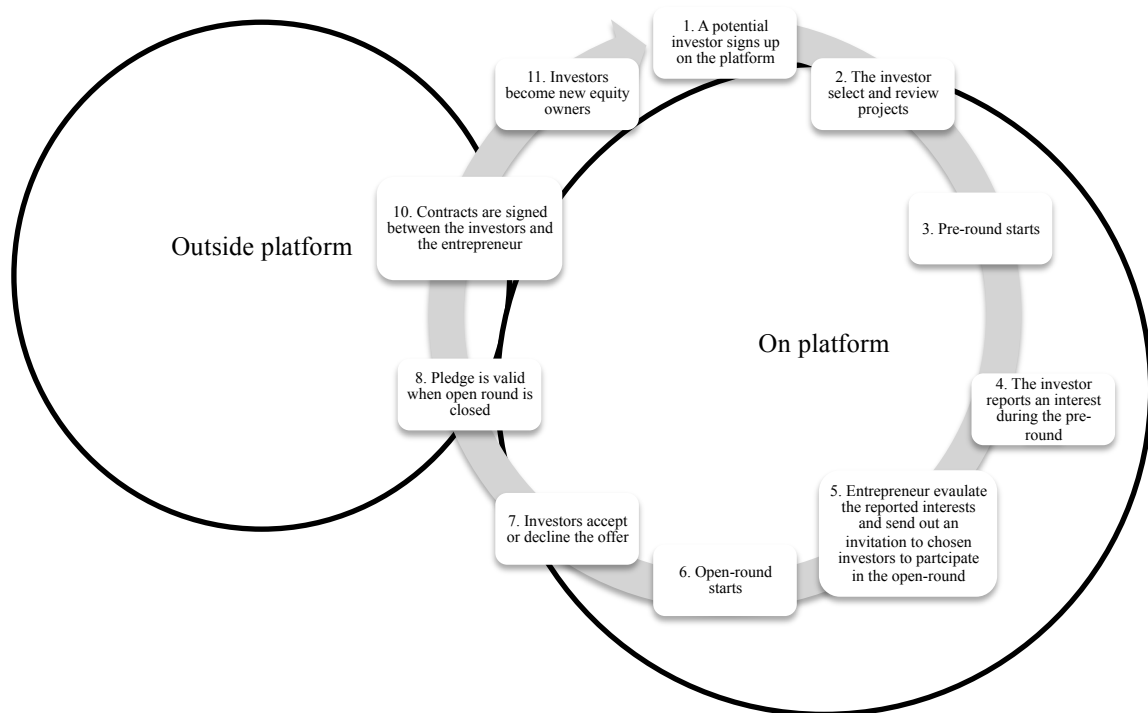 1. A potential
investor signs up
on the platform
2. The investor
select and review
projects
3. Pre-round starts
4. The investor
reports an interest
during the pre-
round
5. Entrepreneur evaulate
the reported interests
and send out an
invitation to chosen
investors to partcipate
in the open-round
6. Open-round
starts
7. Investors accept
or decline the offer
8. Pledge is valid
when open round is
closed
10. Contracts are signed
between the investors and
the entrepreneur
11. Investors
become new equity
owners
Outside platform
On platform